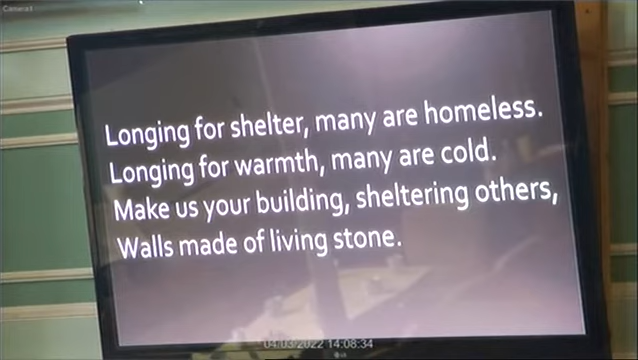 Camera1
Longing for shelter, many are homeless.
Longing for warmth, many are cold.
Make us your building, sheltering others,
Walls made of living stone.
04/03/2022 14:08:34
LG